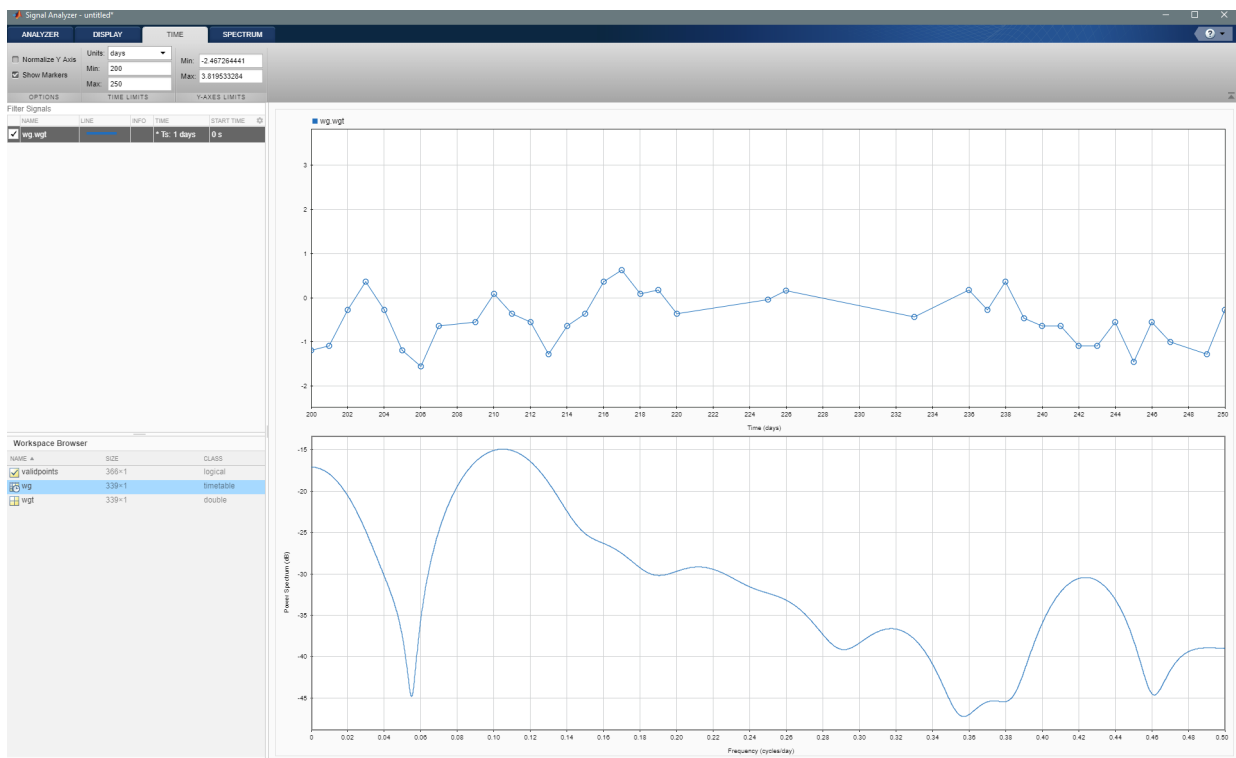 Signal Analyzer - untitled*
ANALYZER DISPLAY TIME SPECTRUM
?
Normalize Y Axis
Show Markers
Units: days
Min: 200
Max: 250
Min: -2.467264441
Max: 3.819533284
OPTIONS TIME LIMITS Y-AXES LIMITS
Filter Signals
NAME LINE INFO TIME START TIME
wg.wgt * Ts: 1 days 0 s
Workspace Browser
NAME SIZE CLASS
validpoints 366×1 logical
wg 339×1 timetable
wgt 339×1 double
wg.wgt
3
2
1
0
-1
-2
200 202 204 206 208 210 212 214 216 218 220 222 224 226 228 230 232 234 236 238 240 242 244 246 248 250
Time (days)
Power Spectrum (dB)
-15
-20
-25
-30
-35
-40
-45
0 0.02 0.04 0.06 0.08 0.10 0.12 0.14 0.16 0.18 0.20 0.22 0.24 0.26 0.28 0.30 0.32 0.34 0.36 0.38 0.40 0.42 0.44 0.46 0.48 0.50
Frequency (cycles/day)